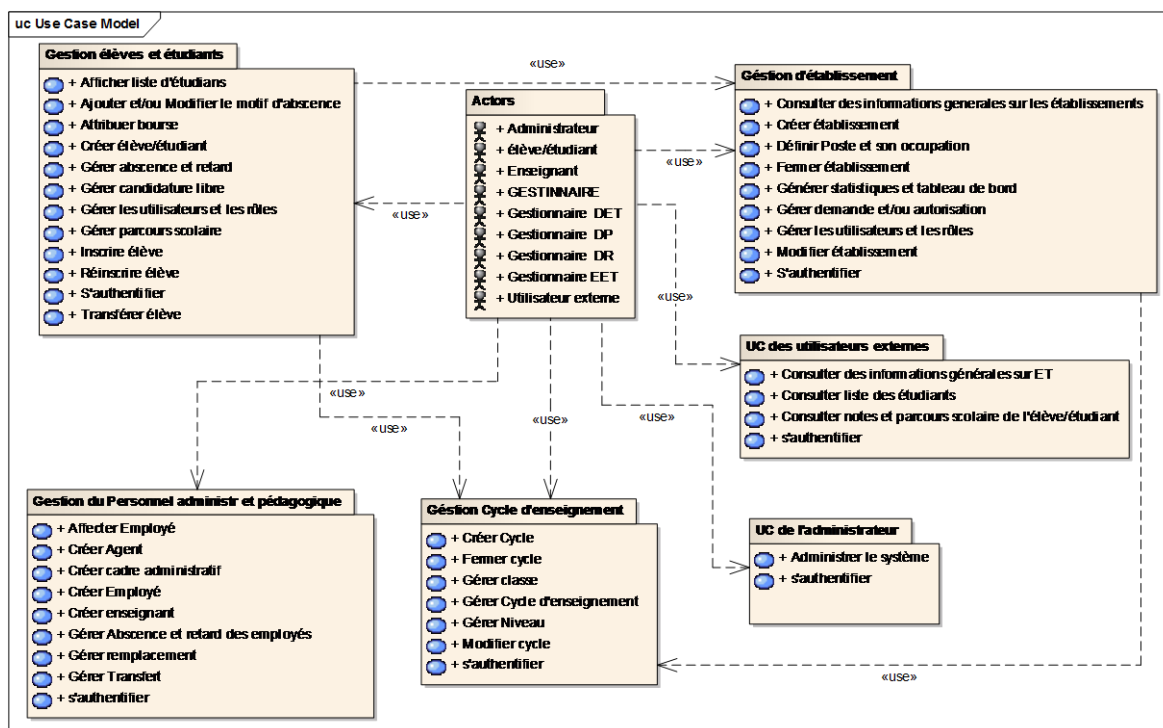 uc Use Case Model
Gestion élèves et étudiants
+ Afficher liste d'étudians
+ Ajouter et/ou Modifier le motif d'abscence
+ Attribuer bourse
+ Créer élève/étudiant
+ Gérer abscence et retard
+ Gérer candidature libre
+ Gérer les utilisateurs et les rôles
+ Gérer parcours scolaire
+ Inscrire élève
+ Réinscrire élève
+ S'authentifier
+ Transférer élève
«use»
Actors
+ Administrateur
+ élève/étudiant
+ Enseignant
+ GESTINNAIRE
+ Gestionnaire DET
+ Gestionnaire DP
+ Gestionnaire DR
+ Gestionnaire EET
+ Utilisateur externe
«use»
«use»
Géstion d'établissement
+ Consulter des informations generales sur les établissements
+ Créer établissement
+ Définir Poste et son occupation
+ Fermer établissement
+ Générer statistiques et tableau de bord
+ Gérer demande et/ou autorisation
+ Gérer les utilisateurs et les rôles
+ Modifier établissement
+ S'authentifier
«use»
UC des utilisateurs externes
+ Consulter des informations générales sur ET
+ Consulter liste des étudiants
+ Consulter notes et parcours scolaire de l'élève/étudiant
+ s'authentifier
«use»
«use»
«use»
«use»
Gestion du Personnel administr et pédagogique
+ Affecter Employé
+ Créer Agent
+ Créer cadre administratif
+ Créer Employé
+ Créer enseignant
+ Gérer Abscence et retard des employés
+ Gérer remplacement
+ Gérer Transfert
+ s'authentifier
Géstion Cycle d'enseignement
+ Créer Cycle
+ Fermer cycle
+ Gérer classe
+ Gérer Cycle d'enseignement
+ Gérer Niveau
+ Modifier cycle
+ s'authentifier
UC de l'administrateur
+ Administrer le système
+ s'authentifier
«use»